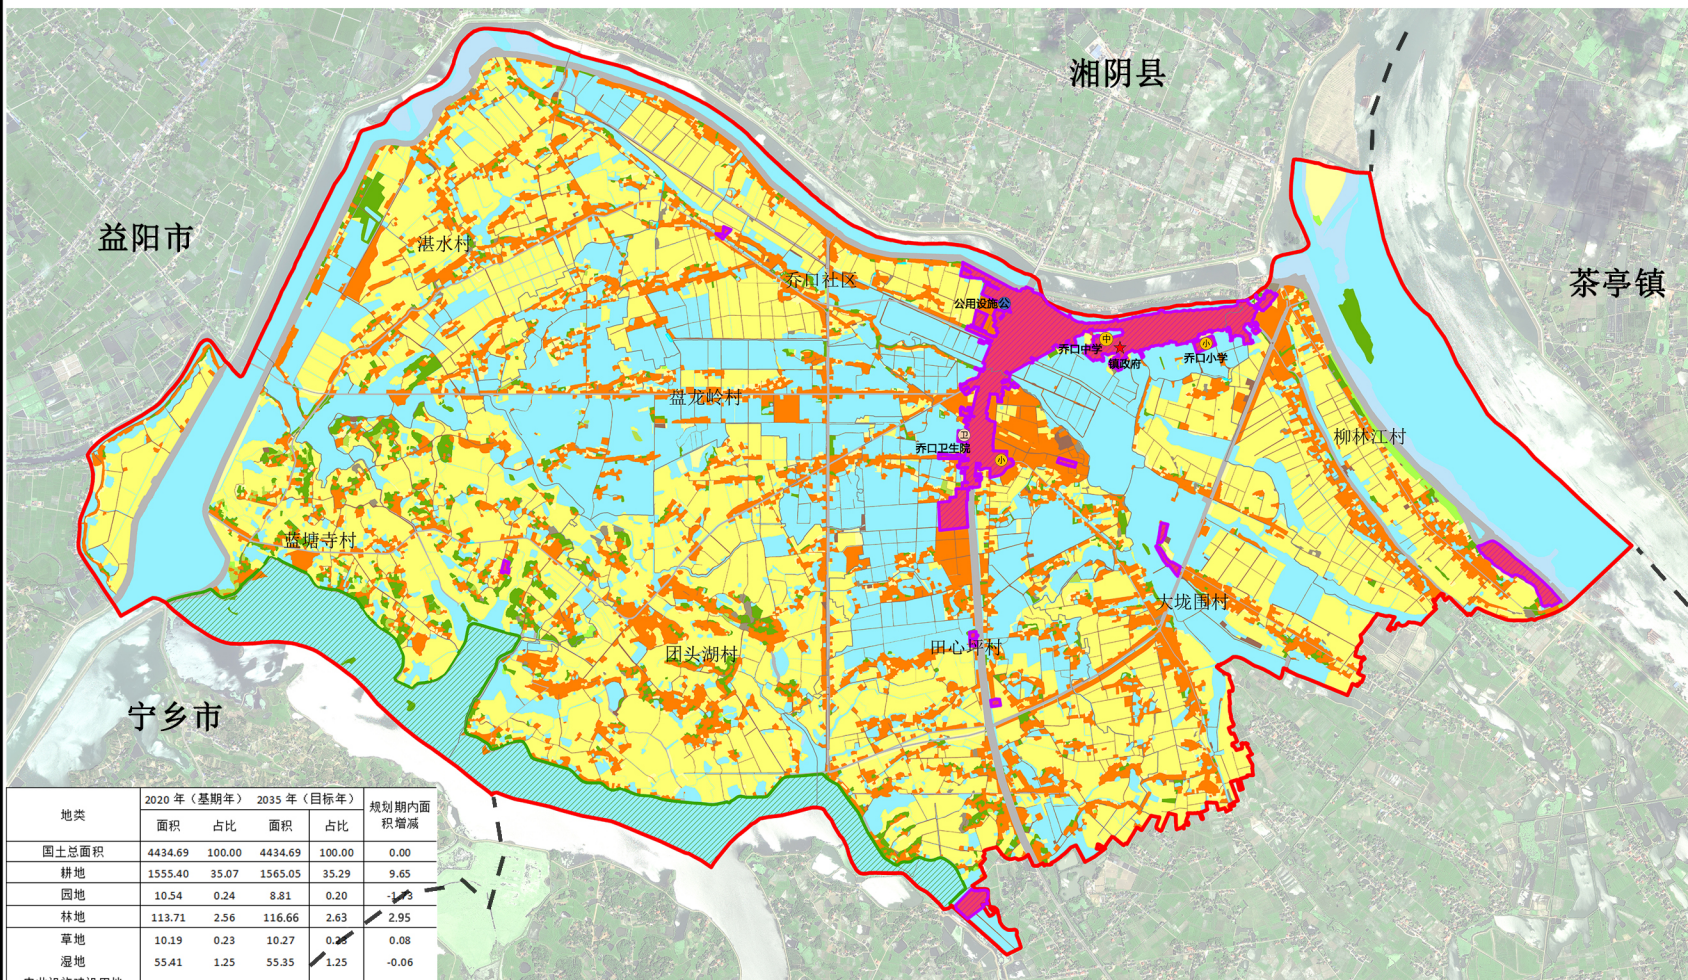 湘阴县
益阳市
湛水村
乔口社区
茶亭镇
公用设施公
中
乔口中学
镇政府
小
乔口小学
盘龙岭村
卫
乔口卫生院
小
柳林江村
蓝塘寺村
大垅围村
田心坪村
团头湖村
宁乡市
地类 2020 年（基期年） 2035 年（目标年） 规划期内面积增减
面积 占比 面积 占比
国土总面积 4434.69 100.00 4434.69 100.00 0.00
耕地 1555.40 35.07 1565.05 35.29 9.65
园地 10.54 0.24 8.81 0.20 -1.73
林地 113.71 2.56 116.66 2.63 2.95
草地 10.19 0.23 10.27 0.23 0.08
湿地 55.41 1.25 55.35 1.25 -0.06